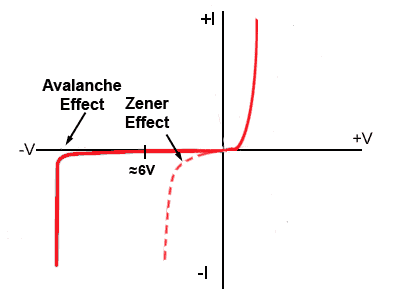 +I
Avalanche
Effect
Zener
Effect
-V
+V
≈6V
-I